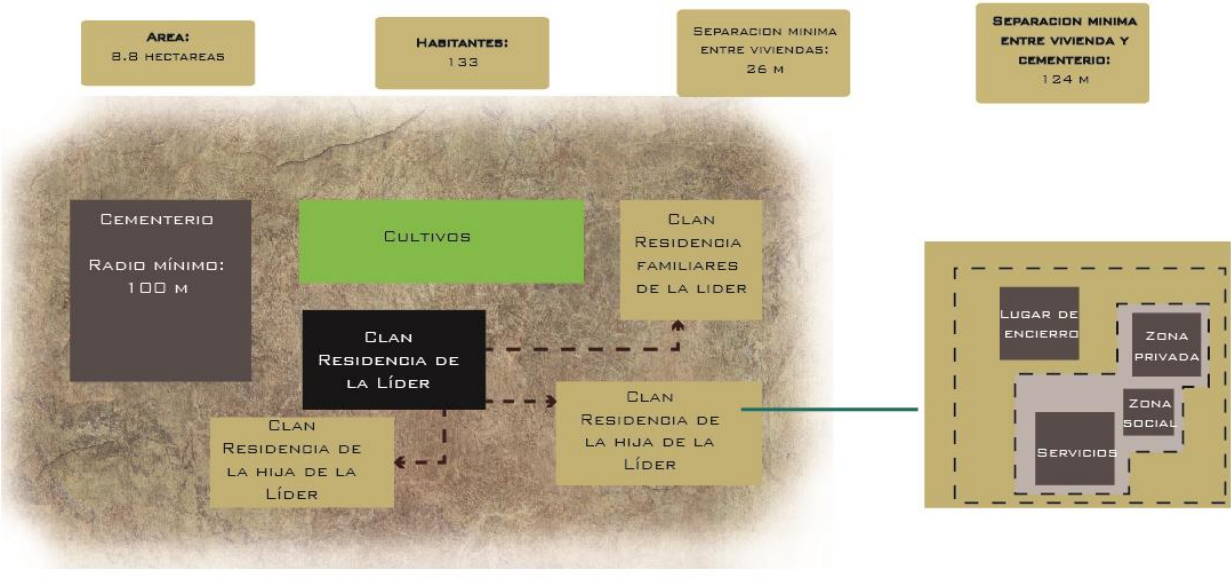 AREA:
8.8 HECTAREAS
HABITANTES:
133
SEPARACION MINIMA
ENTRE VIVIENDAS:
26 M
SEPARACION MINIMA
ENTRE VIVIENDA Y
CEMENTERIO:
124 M
CEMENTERIO
RADIO MÍNIMO:
100 M
CULTIVOS
CLAN
RESIDENCIA
FAMILIARES
DE LA LIDER
CLAN
RESIDENCIA DE
LA LÍDER
CLAN
RESIDENCIA DE
LA HIJA DE LA
LÍDER
CLAN
RESIDENCIA DE
LA HIJA DE LA
LÍDER
LUGAR DE
ENCIERRO
ZONA
PRIVADA
ZONA
SOCIAL
SERVICIOS